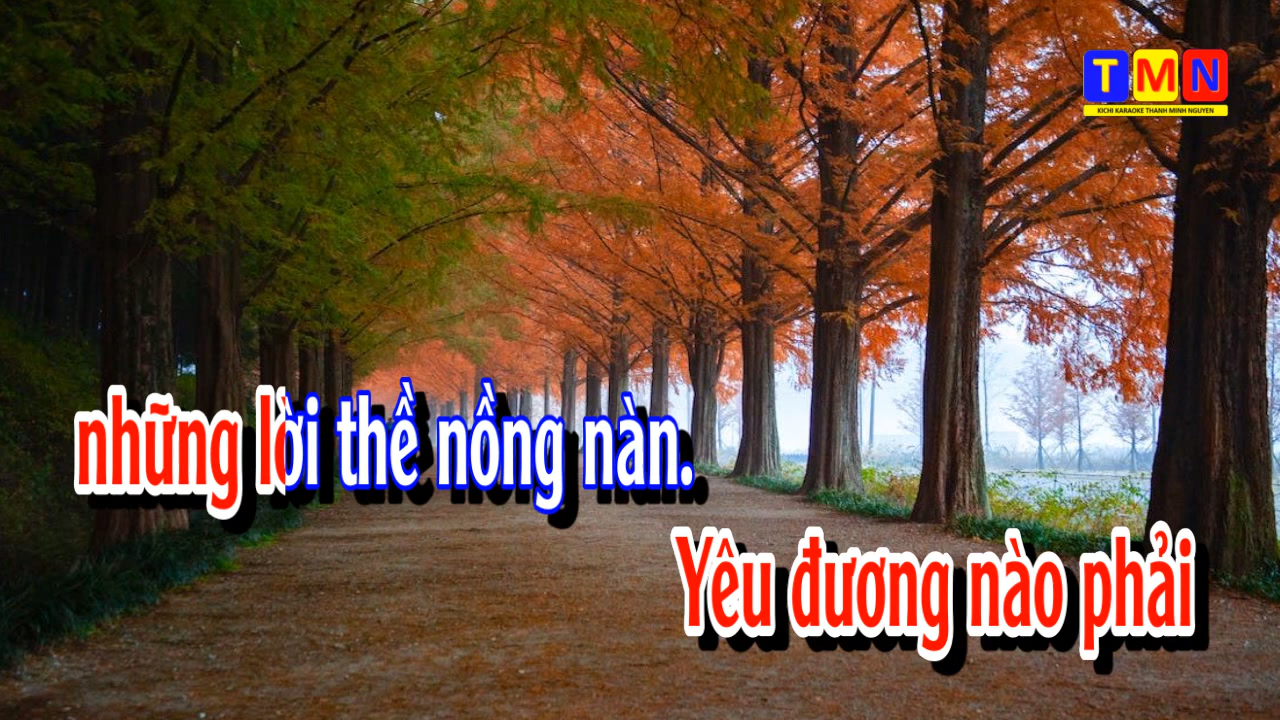 TMN
KICHI KARAOKE THANH MINH NGUYEN
những lời thề nồng nàn.
Yêu đương nào phải